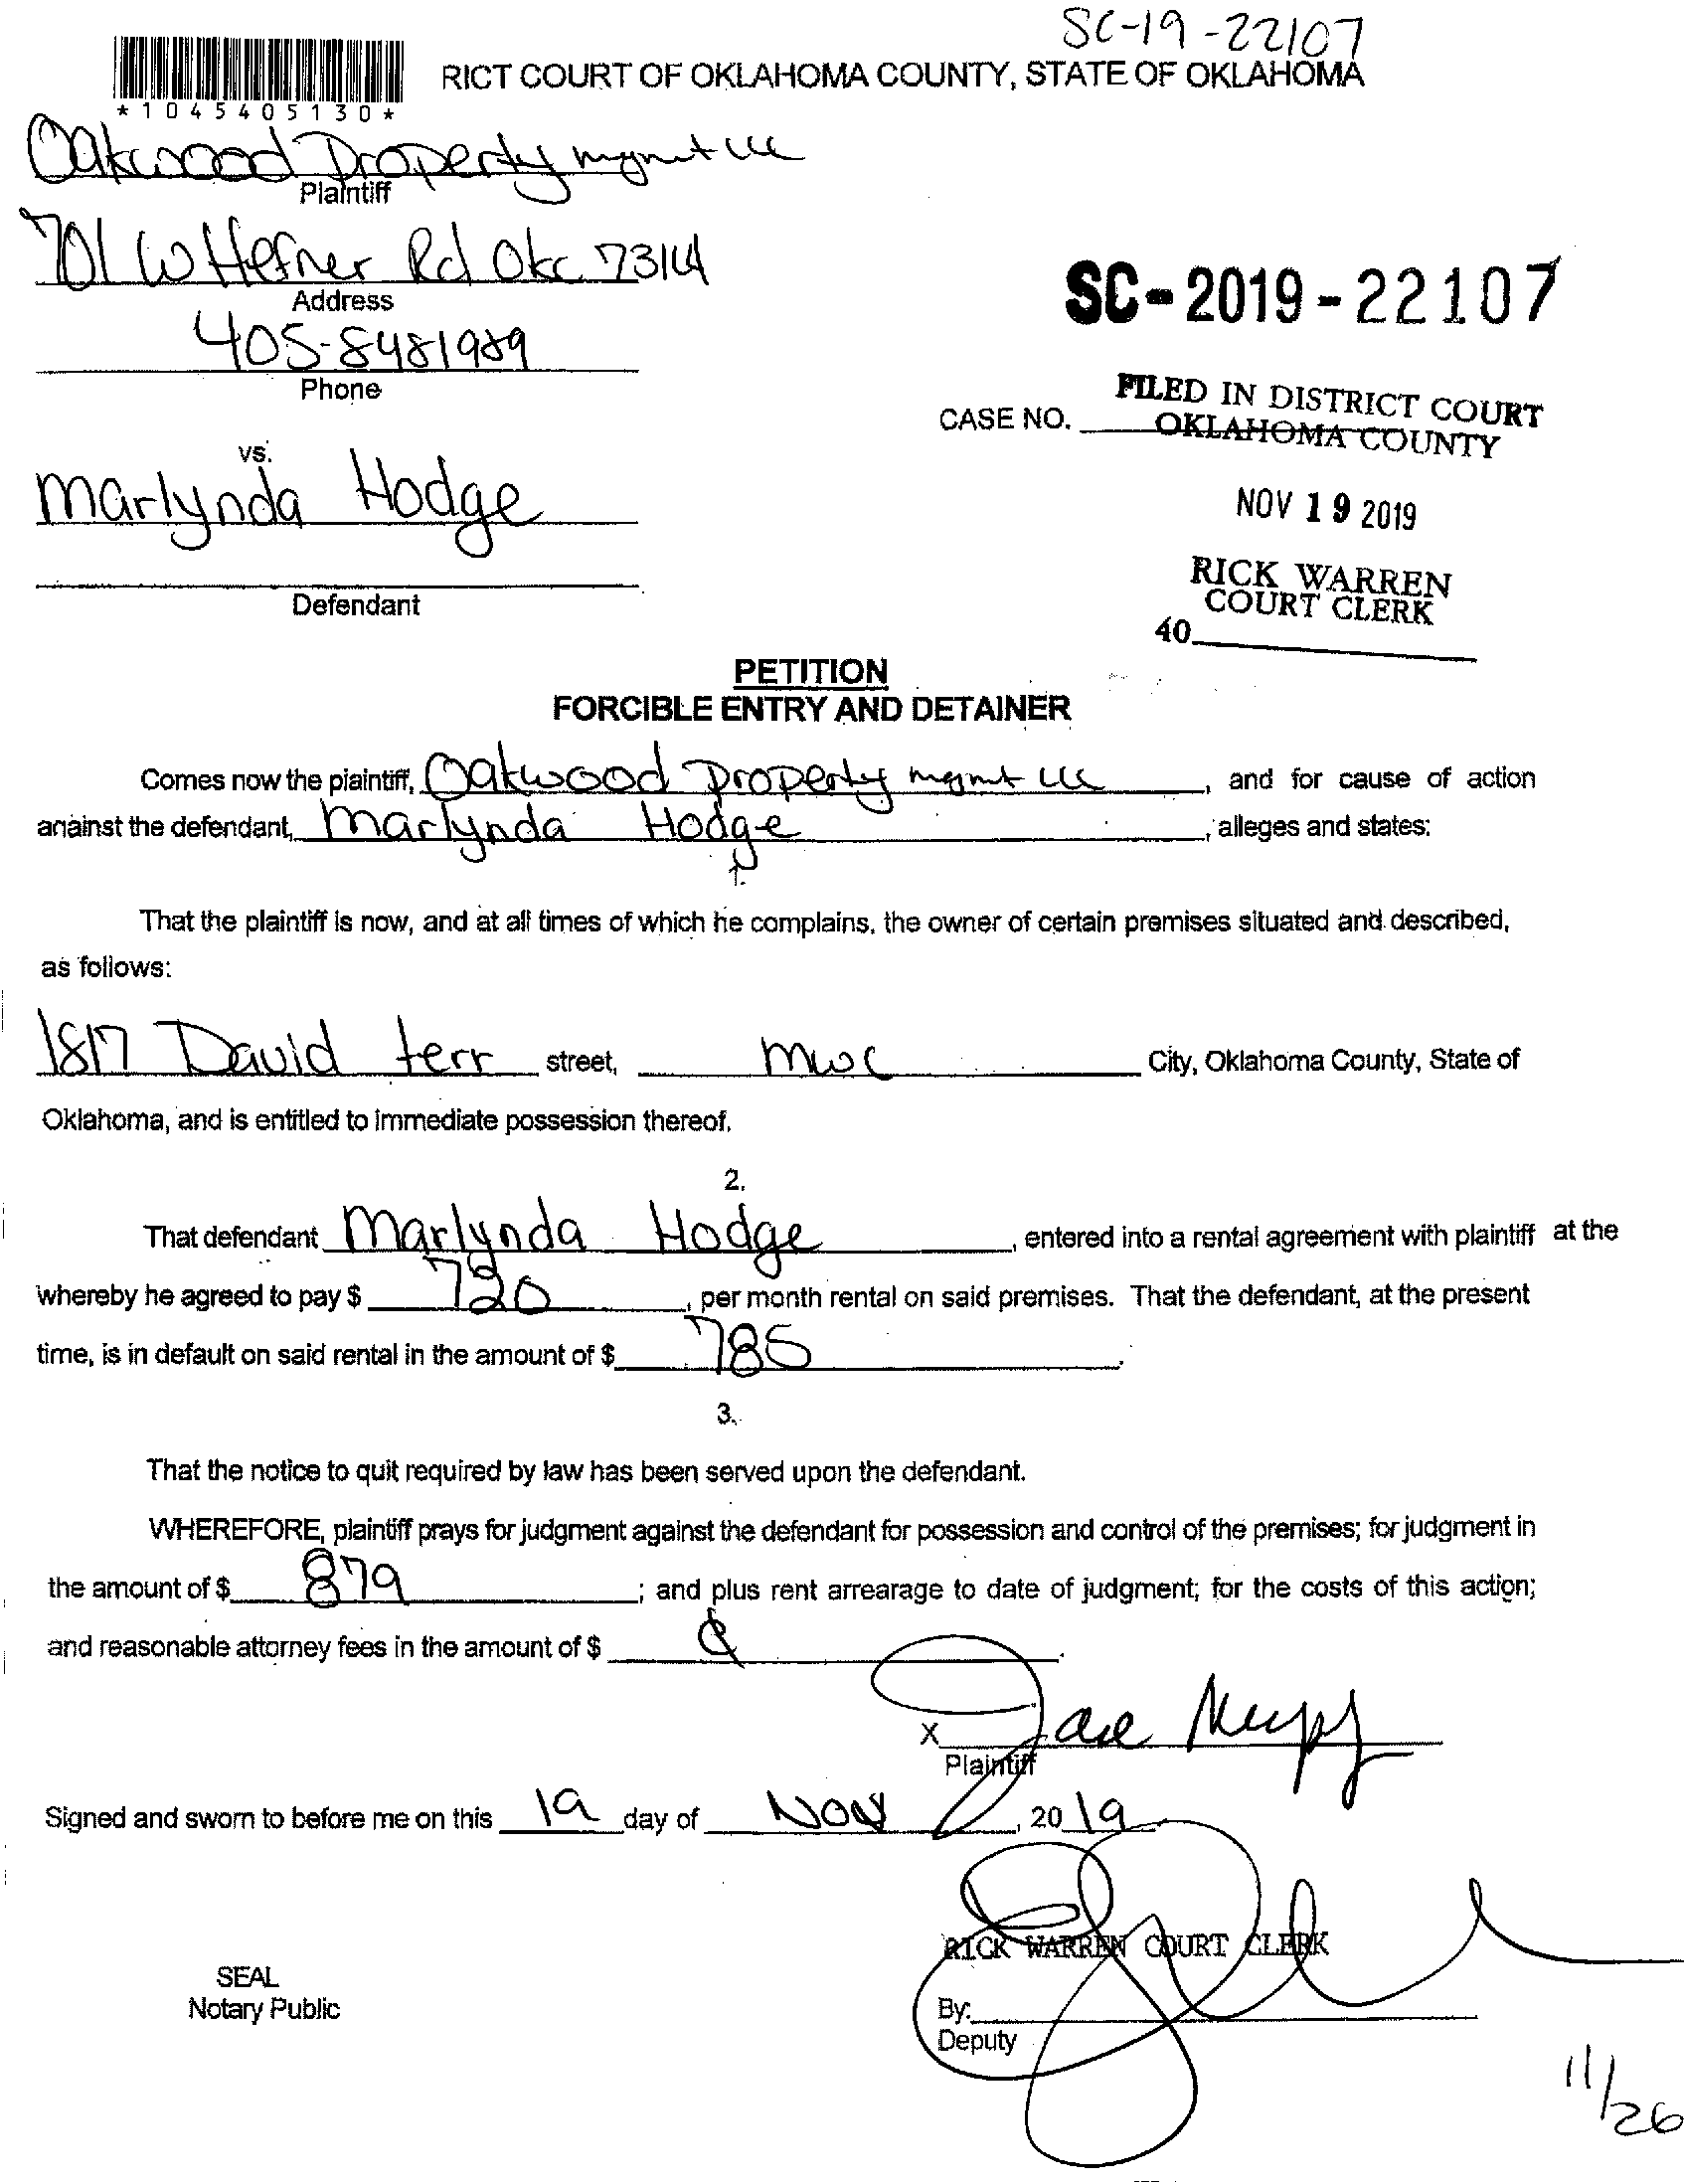 SC-19-22107
RICT COURT OF OKLAHOMA COUNTY, STATE OF OKLAHOMA
*1045405130*
Oakwood Property mgmt LLC
Plaintiff
701 W Hefner Rd Okc 73114
Address
SC-2019-22107
405-8481989
Phone
FILED IN DISTRICT COURT
CASE NO.
OKLAHOMA COUNTY
vs.
Marlynda Hodge
NOV 19 2019
Defendant
RICK WARREN
COURT CLERK
40
PETITION
FORCIBLE ENTRY AND DETAINER
Comes now the plaintiff, Oakwood Property mgmt LLC, and for cause of action
against the defendant, Marlynda Hodge, alleges and states:
1.
That the plaintiff is now, and at all times of which he complains, the owner of certain premises situated and described,
as follows:
1817 David terr street, mwc City, Oklahoma County, State of
Oklahoma, and is entitled to immediate possession thereof.
2.
That defendant Marlynda Hodge, entered into a rental agreement with plaintiff at the
whereby he agreed to pay $ 720, per month rental on said premises. That the defendant, at the present
time, is in default on said rental in the amount of $ 785.
3.
That the notice to quit required by law has been served upon the defendant.
WHEREFORE, plaintiff prays for judgment against the defendant for possession and control of the premises; for judgment in
the amount of $ 879; and plus rent arrearage to date of judgment; for the costs of this action;
and reasonable attorney fees in the amount of $
X
Plaintiff
Signed and sworn to before me on this 19 day of Nov, 20 19
RICK WARREN COURT CLERK
SEAL
Notary Public
By:
Deputy
11/26